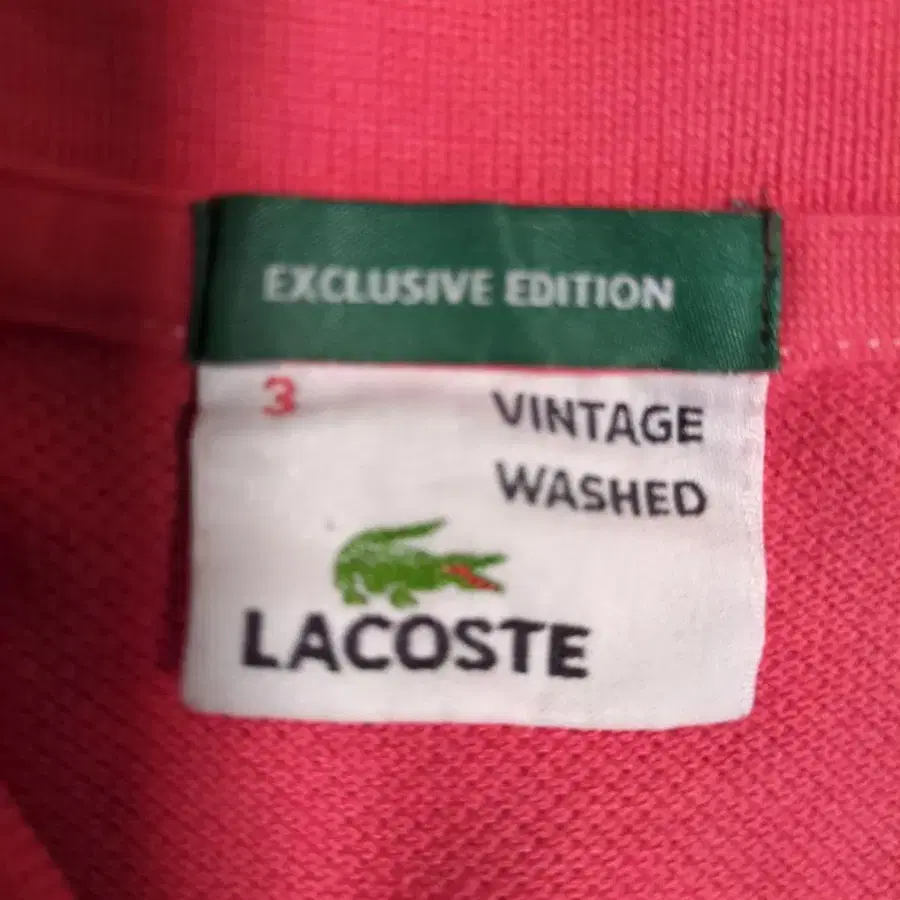 EXCLUSIVE EDITION
3
VINTAGE
WASHED
LACOSTE